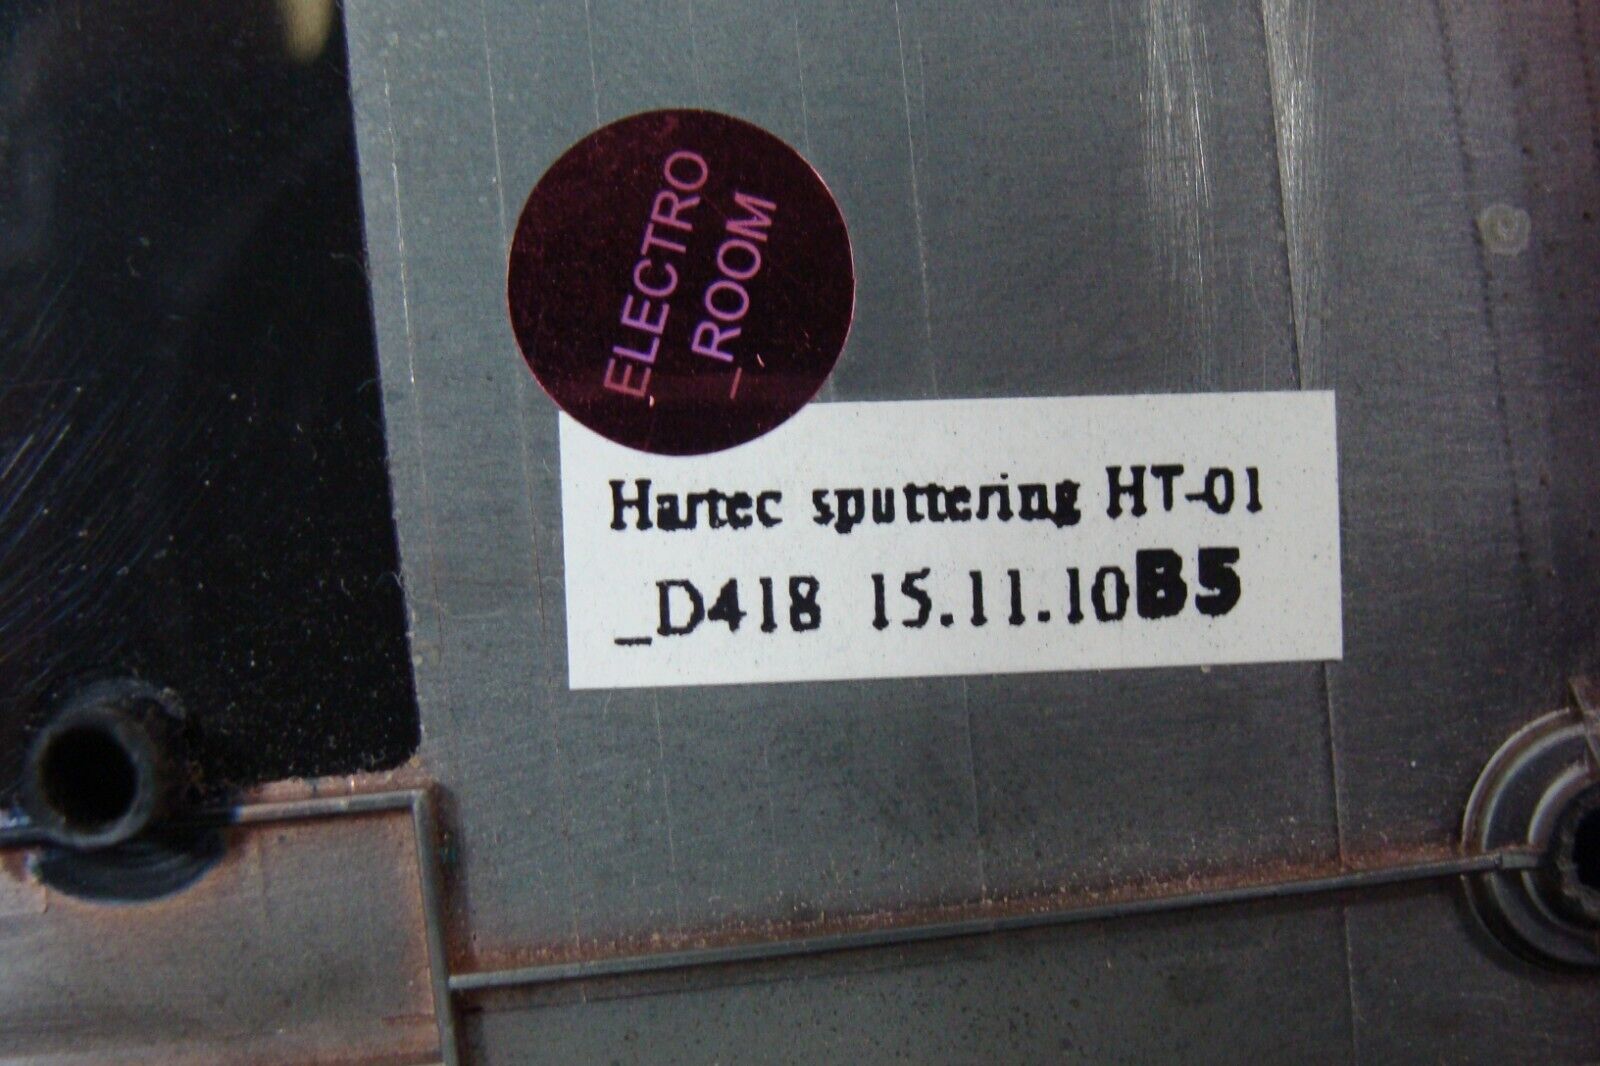 ELECTRO
_ROOM
Hartec sputtering HT-01
_D418 15.11.10B5